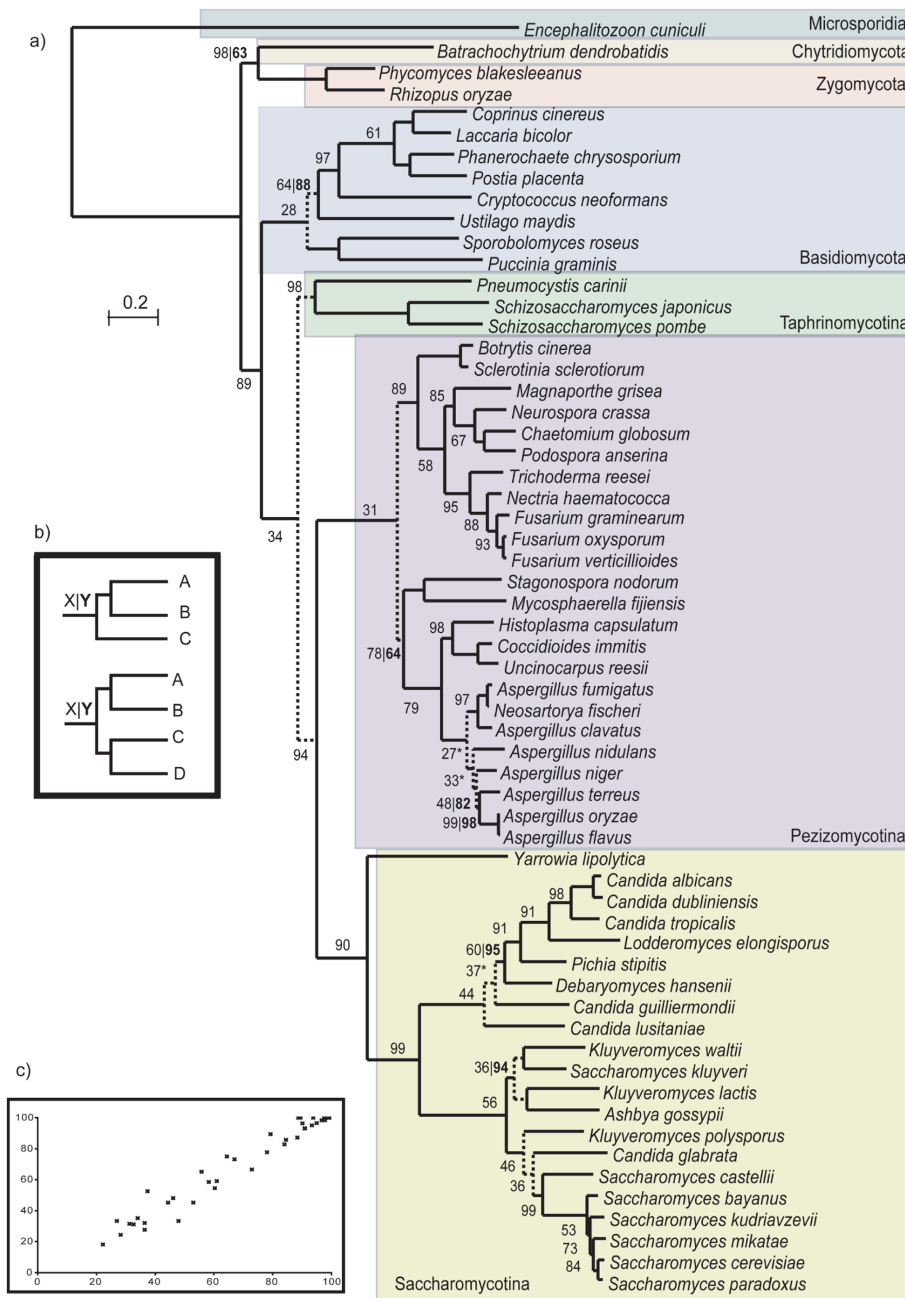 a)
Encephalitozoon cuniculi
Microsporidia
98|63
Batrachochytrium dendrobatidis
Chytridiomycota
Phycomyces blakesleeanus
Rhizopus oryzae
Zygomycota
Coprinus cinereus
61
Laccaria bicolor
97
Phanerochaete chrysosporium
64|88
Postia placenta
28
Cryptococcus neoformans
Ustilago maydis
Sporobolomyces roseus
Puccinia graminis
Basidiomycota
98
Pneumocystis carinii
0.2
Schizosaccharomyces japonicus
Schizosaccharomyces pombe
Taphrinomycotina
89
Botrytis cinerea
Sclerotinia sclerotiorum
89
85
Magnaporthe grisea
Neurospora crassa
67
Chaetomium globosum
58
Podospora anserina
Trichoderma reesei
95
Nectria haematococca
31
88
Fusarium graminearum
34
93
Fusarium oxysporum
Fusarium verticillioides
Stagonospora nodorum
Mycosphaerella fijiensis
98
Histoplasma capsulatum
78|64
Coccidioides immitis
Uncinocarpus reesii
79
97
Aspergillus fumigatus
Neosartorya fischeri
Aspergillus clavatus
27*
Aspergillus nidulans
94
33*
Aspergillus niger
48|82
Aspergillus terreus
99|98
Aspergillus oryzae
Aspergillus flavus
Pezizomycotina
b)
X|Y
A
B
C
X|Y
A
B
C
D
Yarrowia lipolytica
Candida albicans
98
Candida dubliniensis
91
Candida tropicalis
91
90
Lodderomyces elongisporus
60|95
Pichia stipitis
37*
Debaryomyces hansenii
44
Candida guilliermondii
Candida lusitaniae
99
Kluyveromyces waltii
36|94
Saccharomyces kluyveri
Kluyveromyces lactis
56
Ashbya gossypii
Kluyveromyces polysporus
46
Candida glabrata
36
Saccharomyces castellii
99
Saccharomyces bayanus
53
Saccharomyces kudriavzevii
73
Saccharomyces mikatae
84
Saccharomyces cerevisiae
Saccharomyces paradoxus
Saccharomycotina
c)
100
80
60
40
20
0
0 20 40 60 80 100